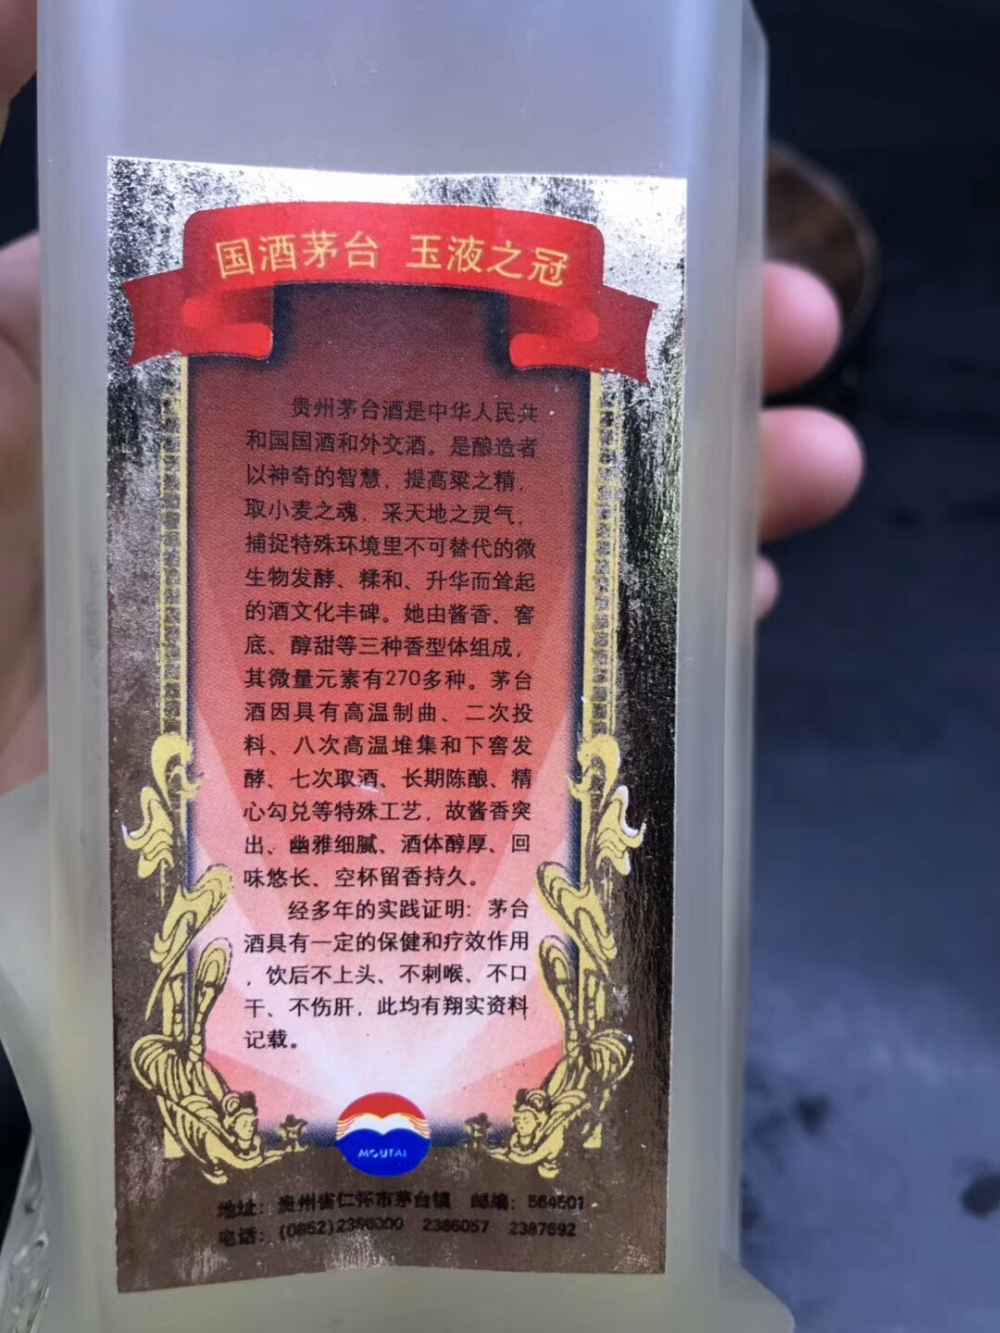 国酒茅台 玉液之冠
贵州茅台酒是中华人民共
和国国酒和外交酒。是酿造者
以神奇的智慧，提高粱之精，
取小麦之魂，采天地之灵气，
捕捉特殊环境里不可替代的微
生物发酵、糅和、升华而耸起
的酒文化丰碑。她由酱香、窖
底、醇甜等三种香型体组成，
其微量元素有270多种。茅台
酒因具有高温制曲、二次投
料、八次高温堆集和下窖发
酵、七次取酒、长期陈酿、精
心勾兑等特殊工艺，故酱香突
出、幽雅细腻、酒体醇厚、回
味悠长、空杯留香持久。
经多年的实践证明：茅台
酒具有一定的保健和疗效作用
，饮后不上头、不刺喉、不口
干、不伤肝，此均有翔实资料
记载。
MOUTAI
地址：贵州省仁怀市茅台镇 邮编：564501
电话：(0852)2386300 2386057 2387692